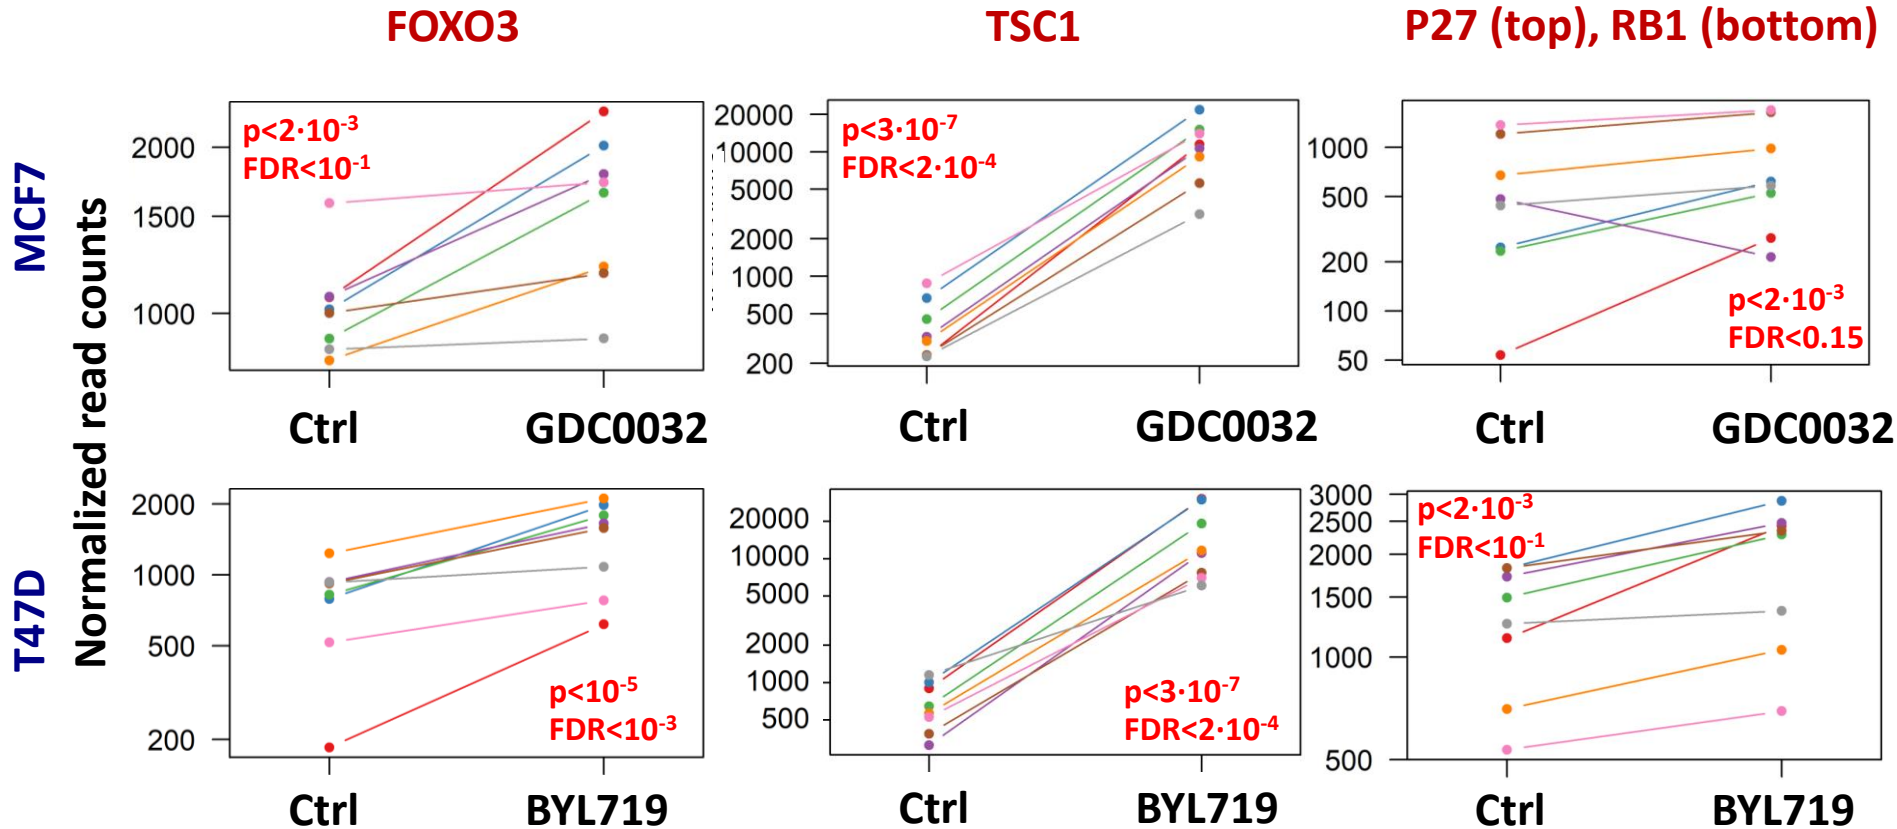 FOXO3
TSC1
P27 (top), RB1 (bottom)
MCF7
T47D
Normalized read counts
p<2·10⁻³
FDR<10⁻¹
2000
1500
1000
Ctrl
GDC0032
p<3·10⁻⁷
FDR<2·10⁻⁴
20000
10000
5000
2000
1000
500
200
Ctrl
GDC0032
1000
500
200
100
50
p<2·10⁻³
FDR<0.15
Ctrl
GDC0032
2000
1000
500
200
p<10⁻⁵
FDR<10⁻³
Ctrl
BYL719
20000
10000
5000
2000
1000
500
p<3·10⁻⁷
FDR<2·10⁻⁴
Ctrl
BYL719
3000
2500
2000
1500
1000
500
p<2·10⁻³
FDR<10⁻¹
Ctrl
BYL719